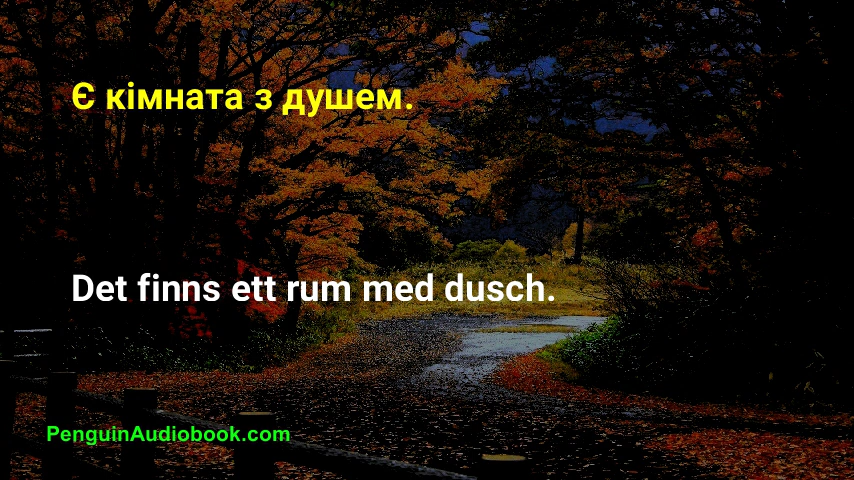 Є кімната з душем.
Det finns ett rum med dusch.
PenguinAudiobook.com